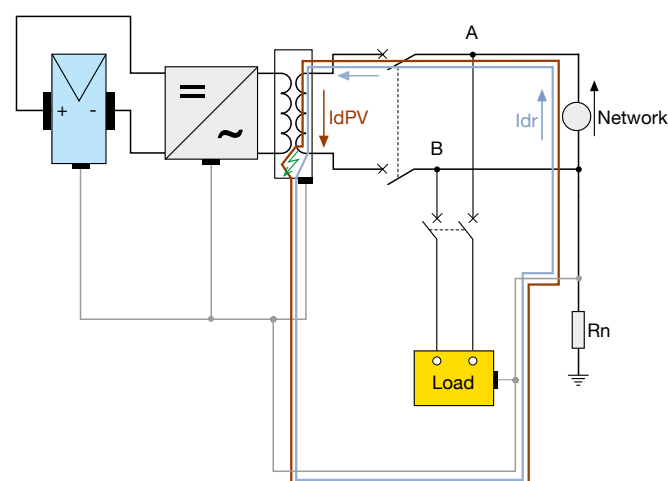 A
+ -
=
~
IdPV
Idr
Network
B
Rn
Load